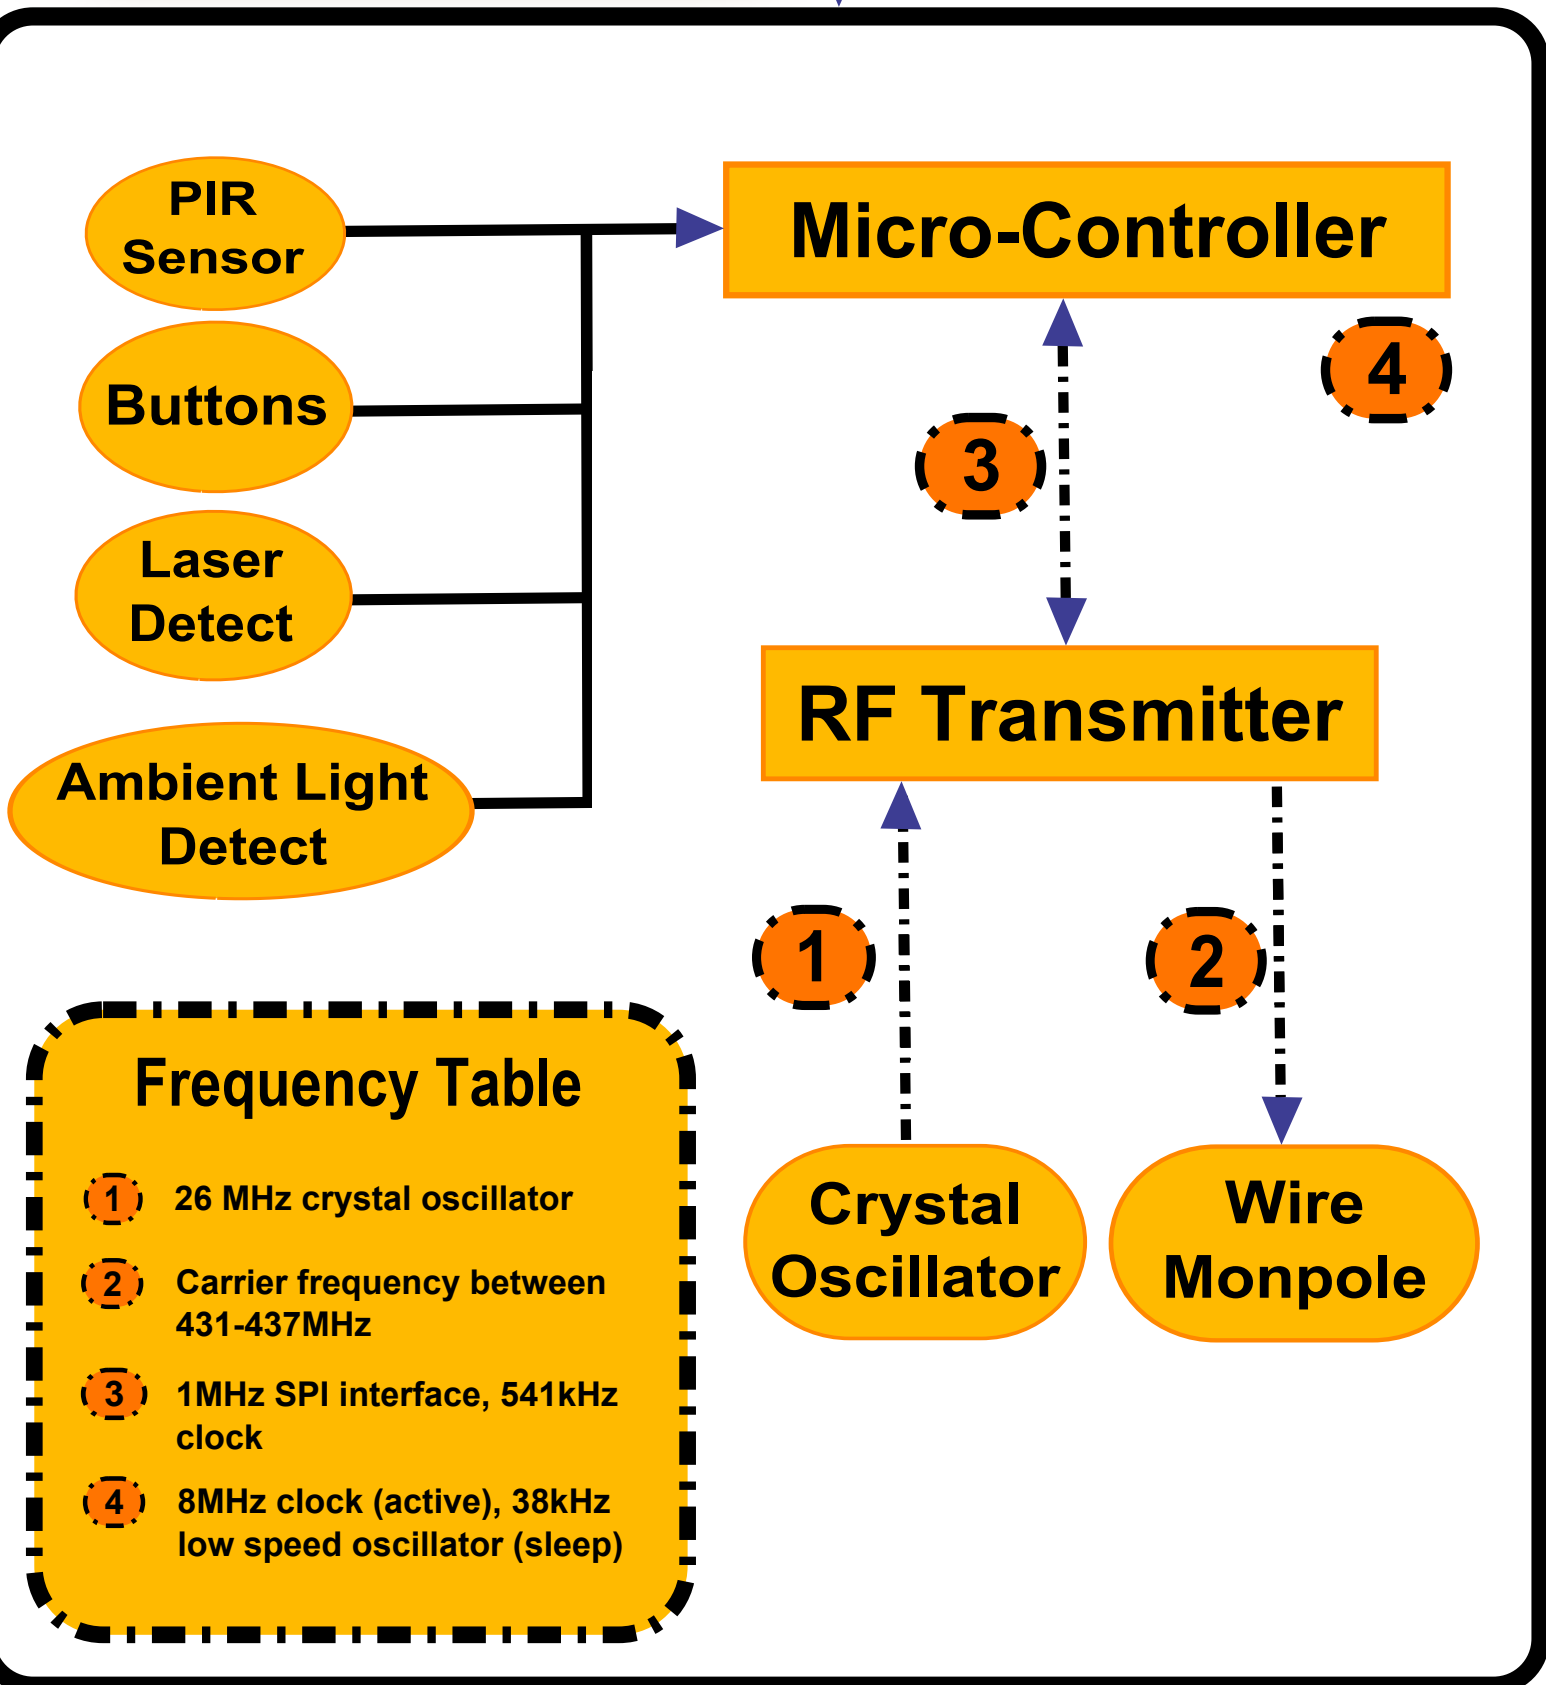 PIR
Sensor
Buttons
Laser
Detect
Ambient Light
Detect
Micro-Controller
4
3
RF Transmitter
1
2
Crystal
Oscillator
Wire
Monpole
Frequency Table
1 26 MHz crystal oscillator
2 Carrier frequency between
431-437MHz
3 1MHz SPI interface, 541kHz
clock
4 8MHz clock (active), 38kHz
low speed oscillator (sleep)